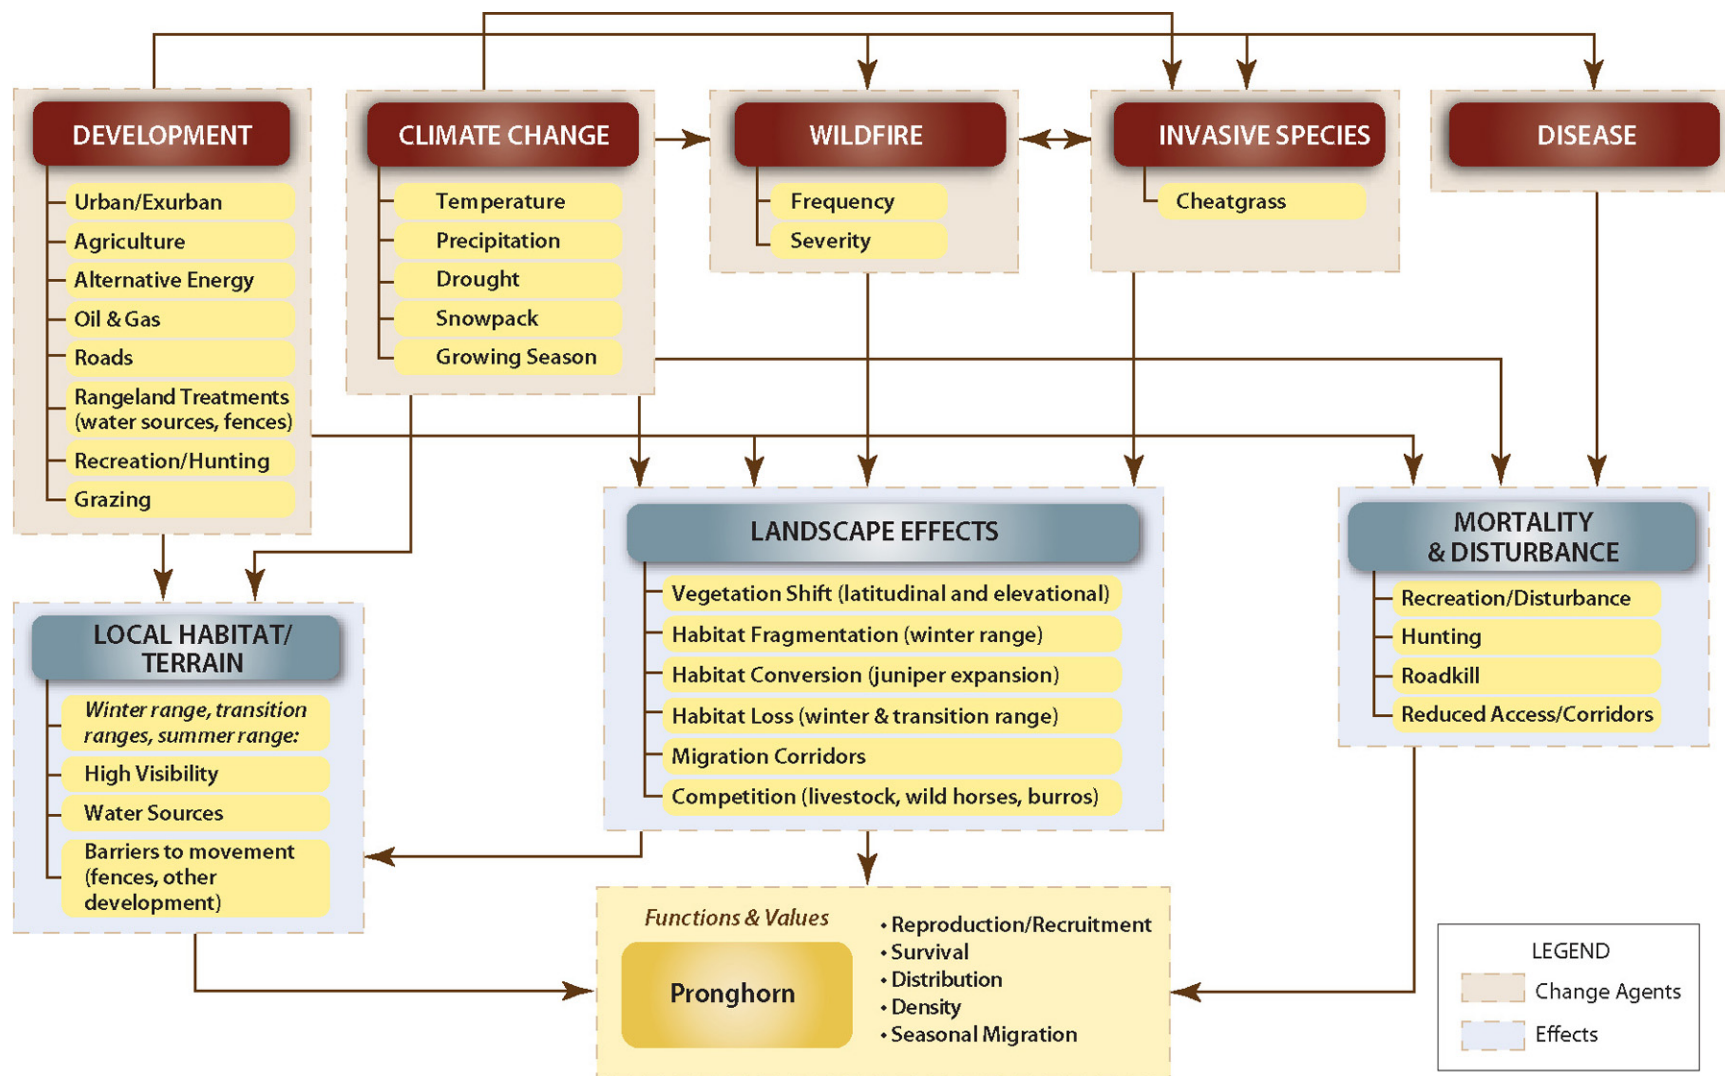 DEVELOPMENT
Urban/Exurban
Agriculture
Alternative Energy
Oil & Gas
Roads
Rangeland Treatments
(water sources, fences)
Recreation/Hunting
Grazing
CLIMATE CHANGE
Temperature
Precipitation
Drought
Snowpack
Growing Season
WILDFIRE
Frequency
Severity
INVASIVE SPECIES
Cheatgrass
DISEASE
LOCAL HABITAT/
TERRAIN
Winter range, transition
ranges, summer range:
High Visibility
Water Sources
Barriers to movement
(fences, other
development)
LANDSCAPE EFFECTS
Vegetation Shift (latitudinal and elevational)
Habitat Fragmentation (winter range)
Habitat Conversion (juniper expansion)
Habitat Loss (winter & transition range)
Migration Corridors
Competition (livestock, wild horses, burros)
MORTALITY
& DISTURBANCE
Recreation/Disturbance
Hunting
Roadkill
Reduced Access/Corridors
Functions & Values
Pronghorn
• Reproduction/Recruitment
• Survival
• Distribution
• Density
• Seasonal Migration
LEGEND
Change Agents
Effects